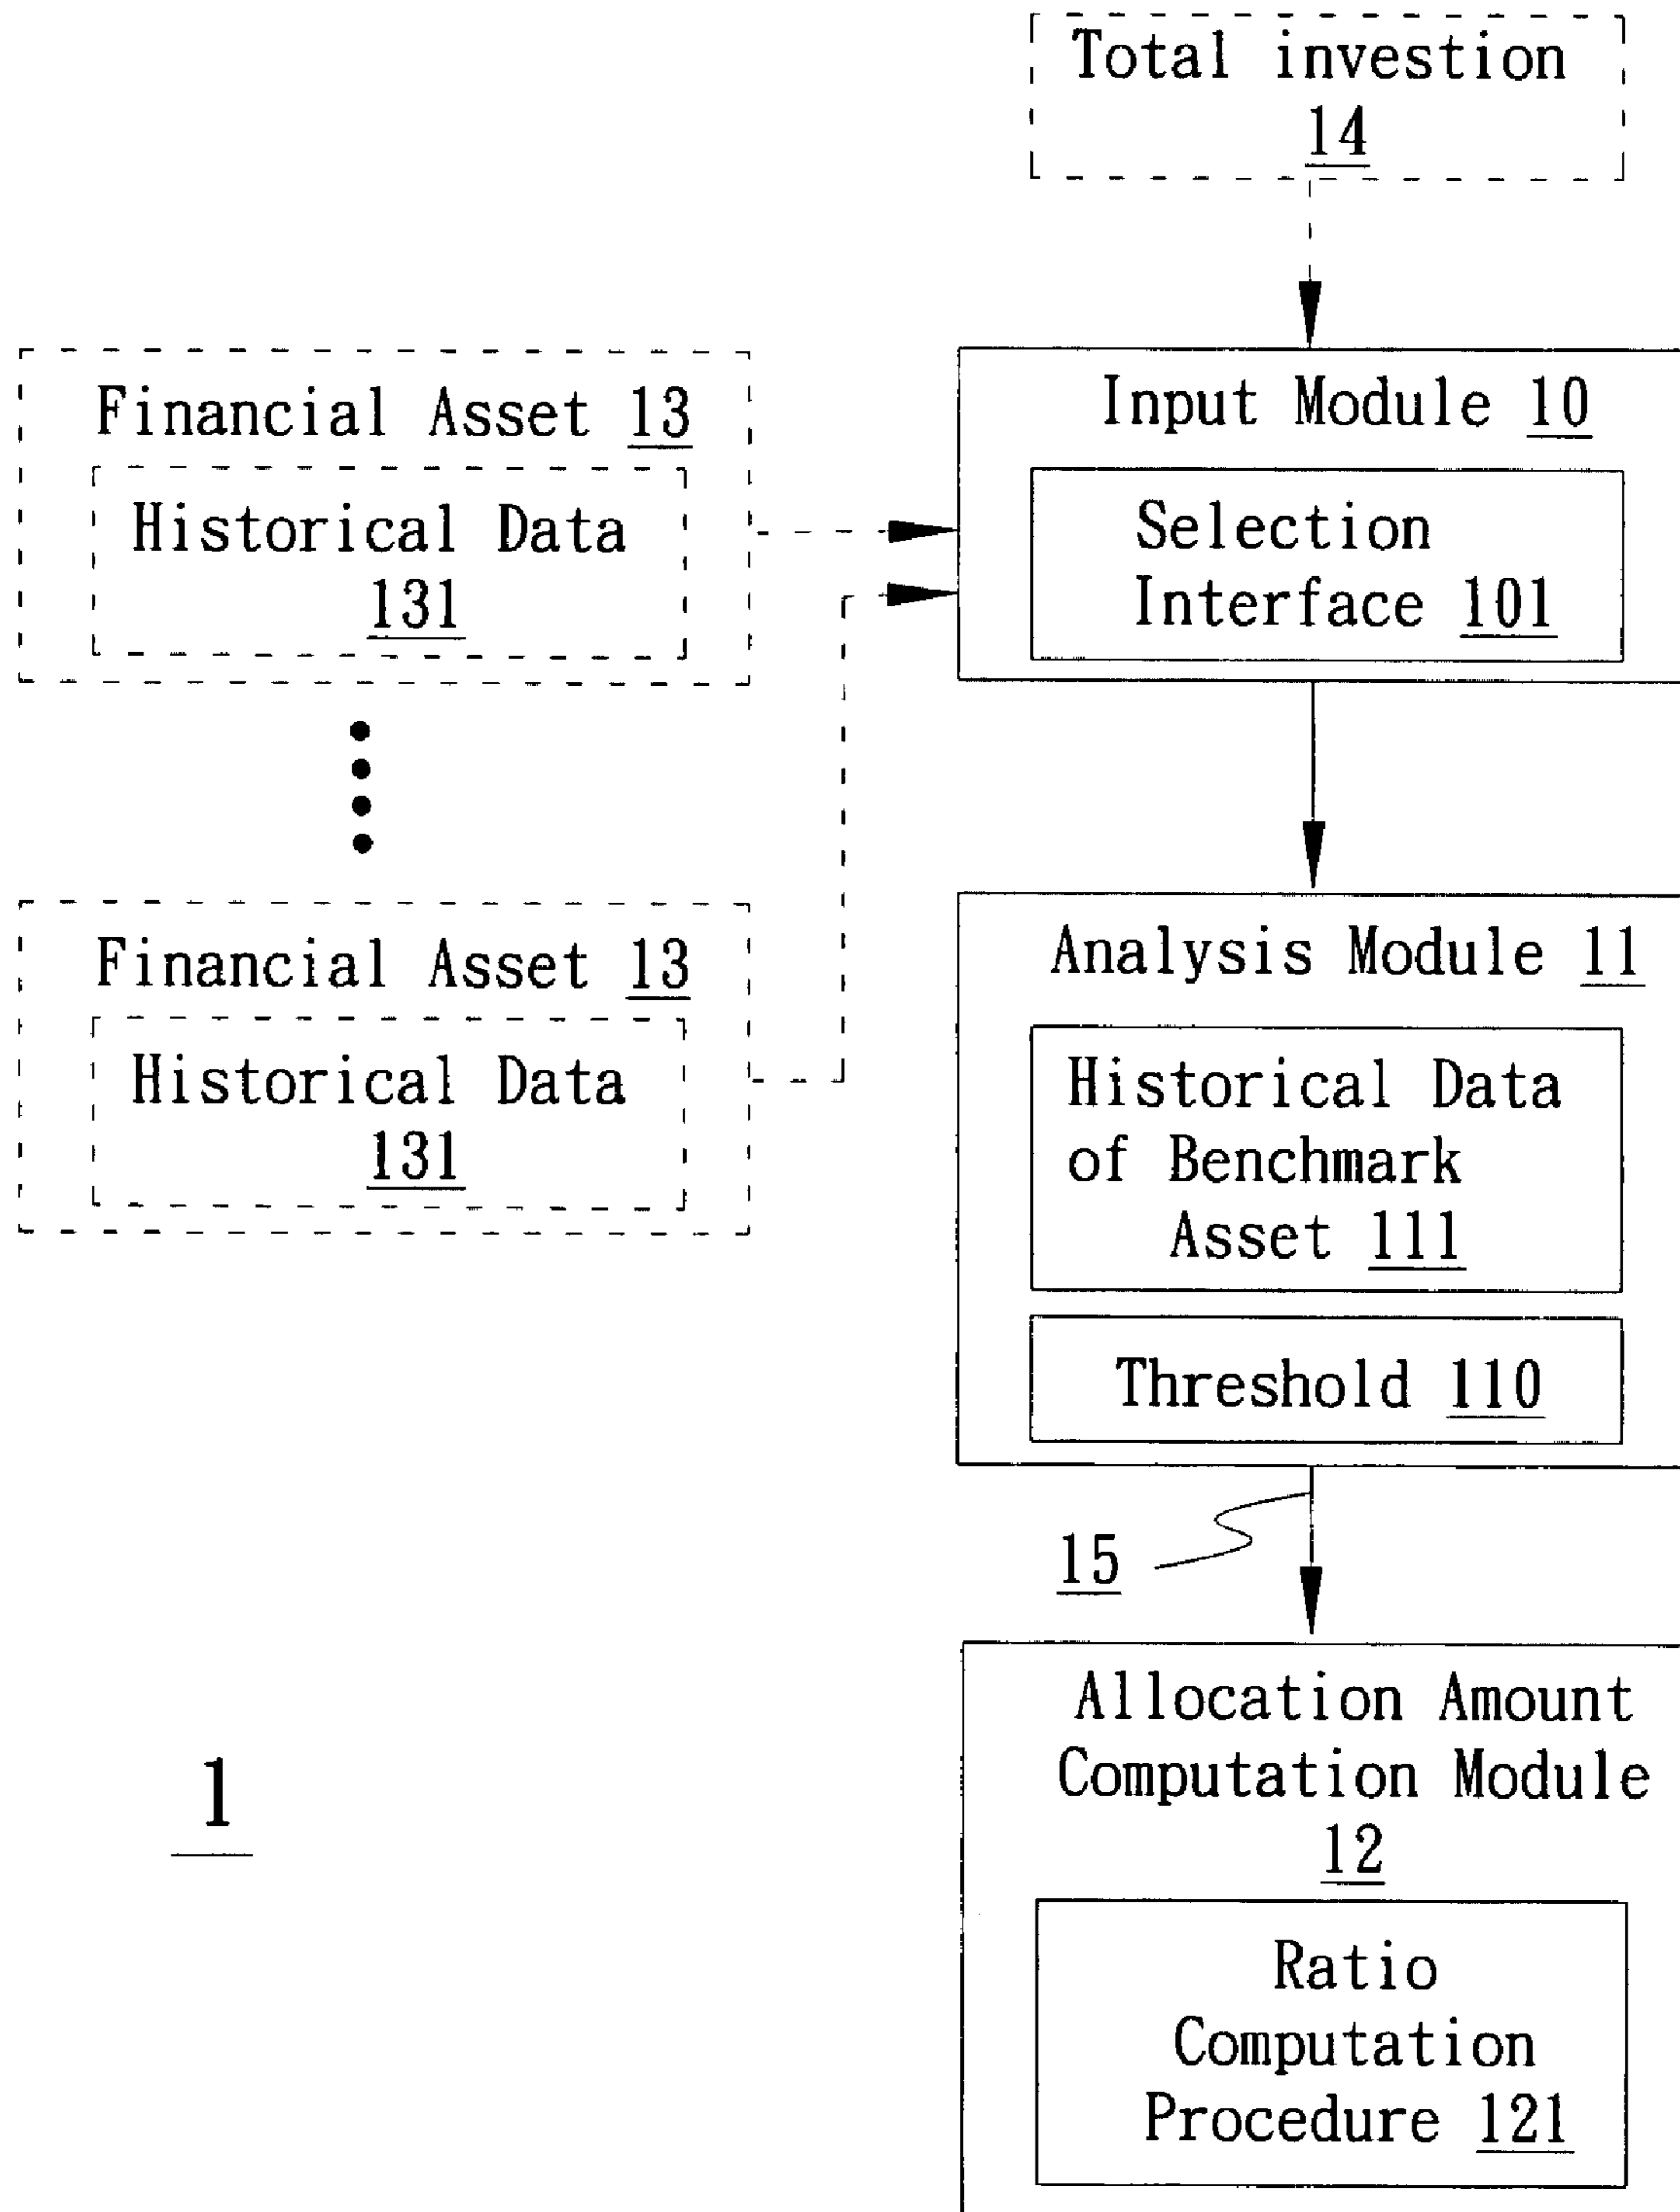 Total investion
14
Financial Asset 13
Historical Data
131
Input Module 10
Selection
Interface 101
Financial Asset 13
Historical Data
131
Analysis Module 11
Historical Data
of Benchmark
Asset 111
Threshold 110
15
Allocation Amount
Computation Module
12
Ratio
Computation
Procedure 121
1